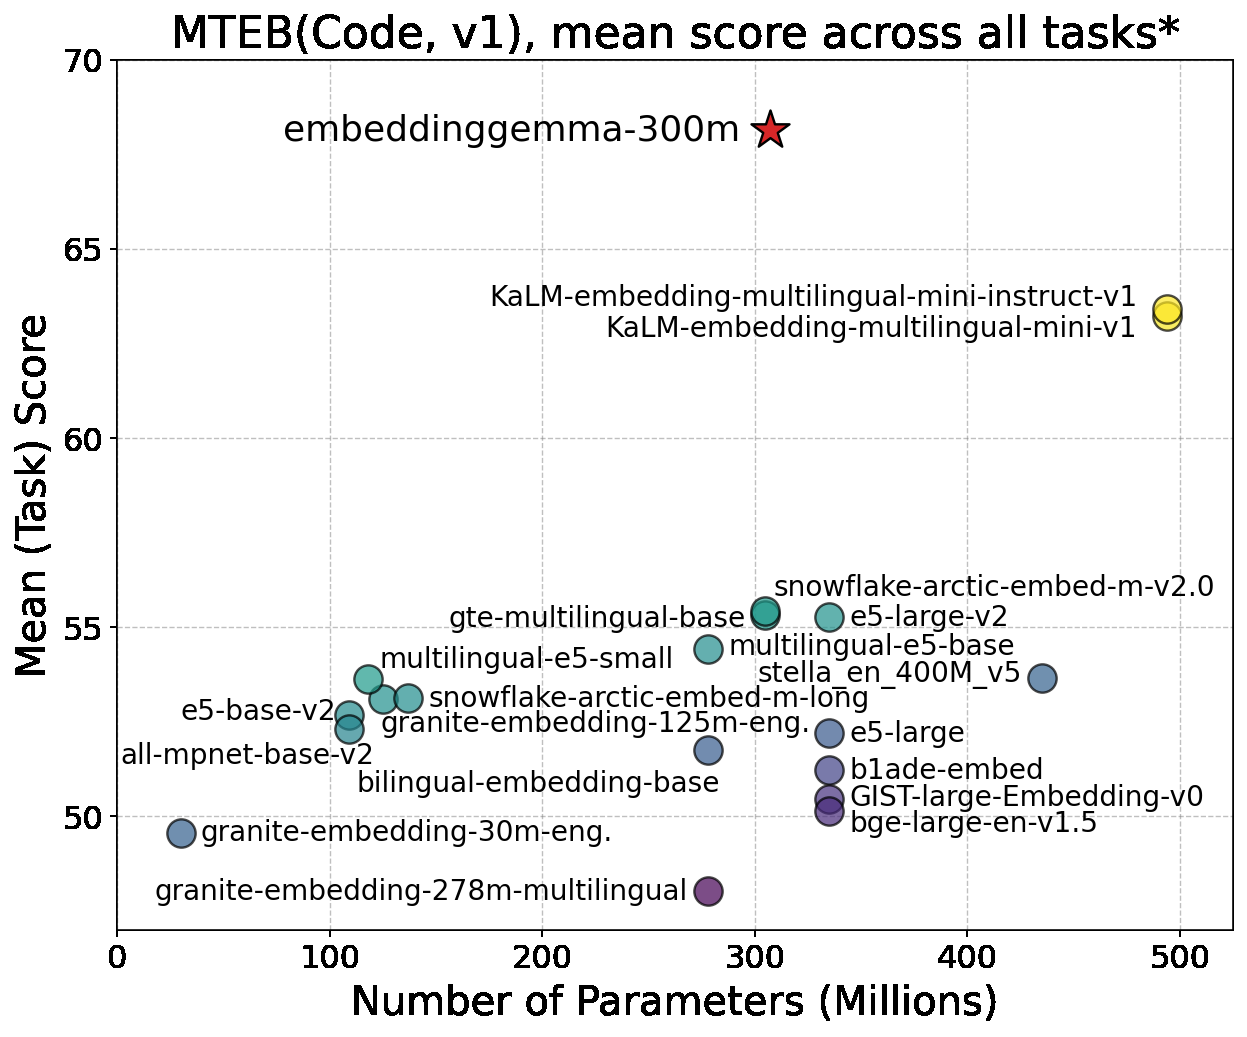 MTEB(Code, v1), mean score across all tasks*
70
embeddinggemma-300m
65
KaLM-embedding-multilingual-mini-instruct-v1
KaLM-embedding-multilingual-mini-v1
60
Mean (Task) Score
snowflake-arctic-embed-m-v2.0
gte-multilingual-base
e5-large-v2
55
multilingual-e5-base
multilingual-e5-small
stella_en_400M_v5
snowflake-arctic-embed-m-long
e5-base-v2
granite-embedding-125m-eng.
e5-large
all-mpnet-base-v2
b1ade-embed
bilingual-embedding-base
GIST-large-Embedding-v0
50
bge-large-en-v1.5
granite-embedding-30m-eng.
granite-embedding-278m-multilingual
0 100 200 300 400 500
Number of Parameters (Millions)